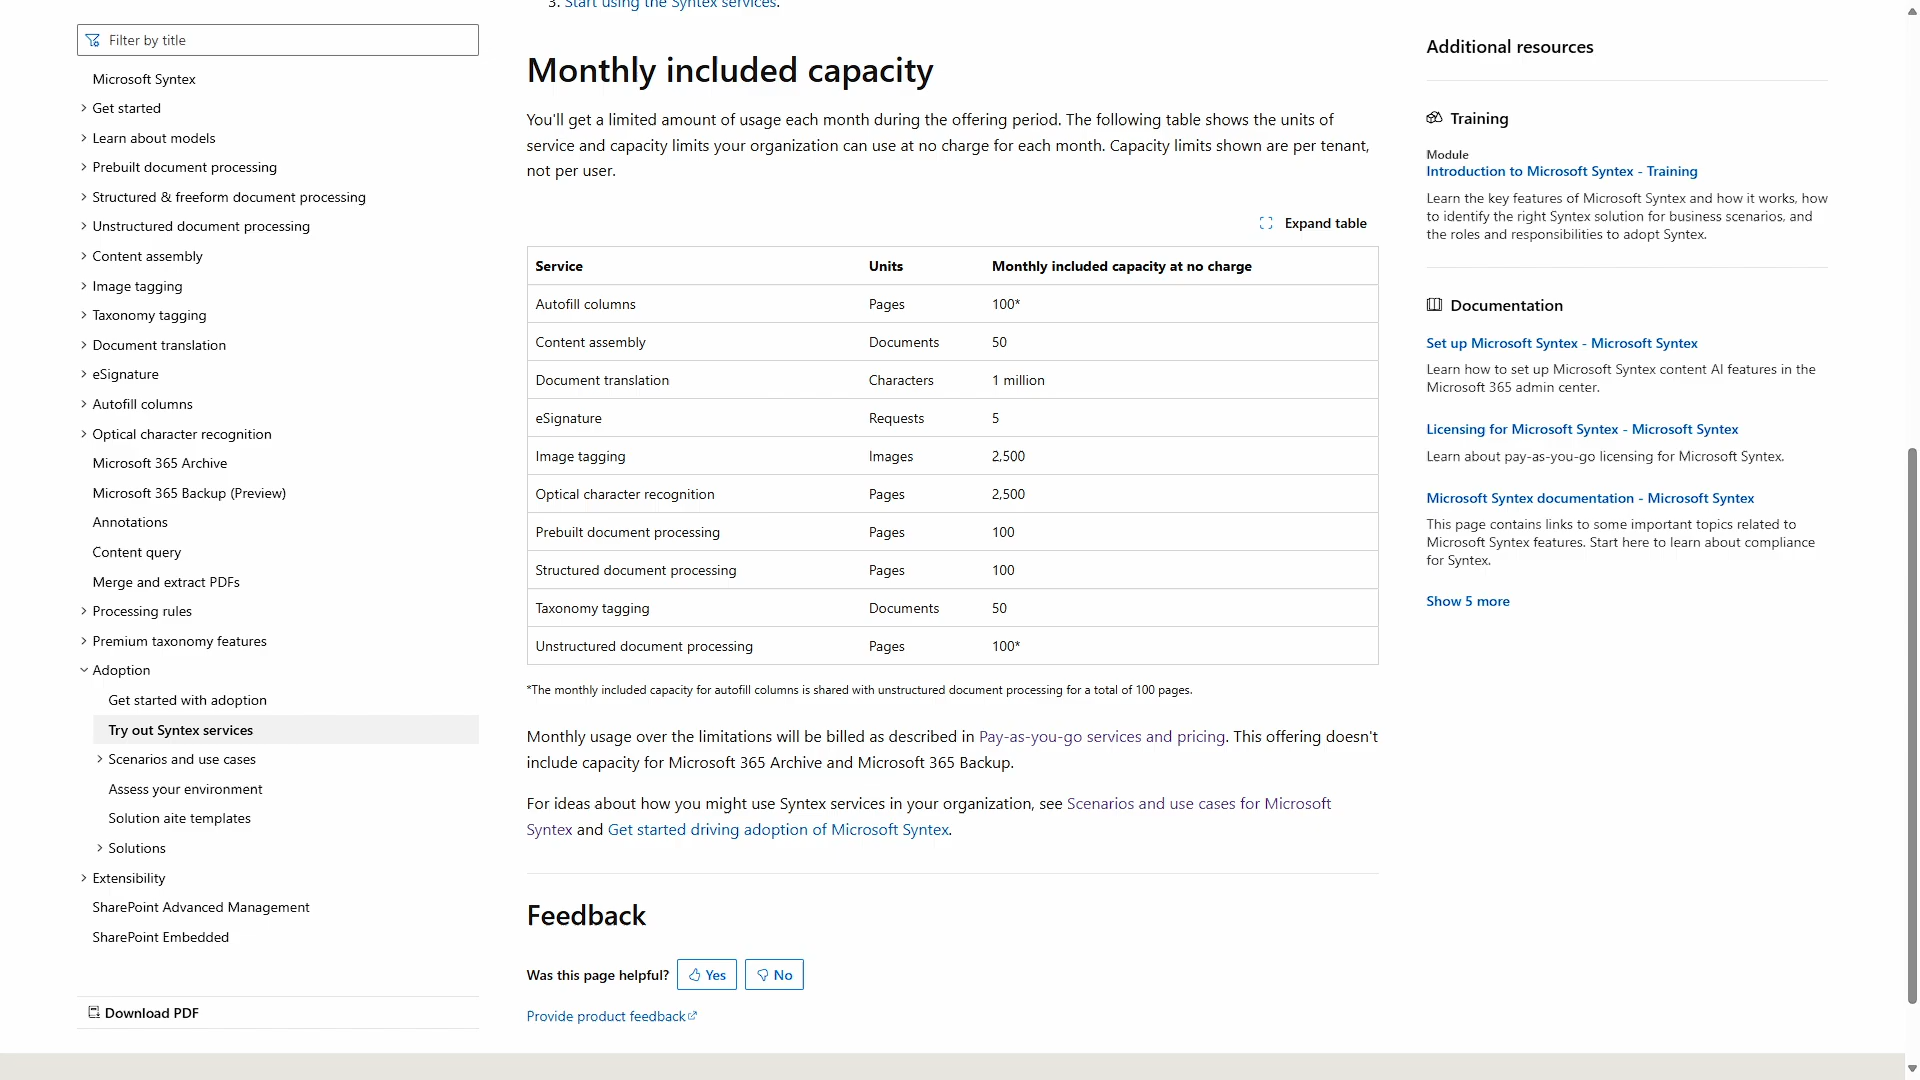 Filter by title
Microsoft Syntex
Get started
Learn about models
Prebuilt document processing
Structured & freeform document processing
Unstructured document processing
Content assembly
Image tagging
Taxonomy tagging
Document translation
eSignature
Autofill columns
Optical character recognition
Microsoft 365 Archive
Microsoft 365 Backup (Preview)
Annotations
Content query
Merge and extract PDFs
Processing rules
Premium taxonomy features
Adoption
Get started with adoption
Try out Syntex services
Scenarios and use cases
Assess your environment
Solution aite templates
Solutions
Extensibility
SharePoint Advanced Management
SharePoint Embedded
Download PDF
3. Start using the Syntex services.
Monthly included capacity
You'll get a limited amount of usage each month during the offering period. The following table shows the units of
service and capacity limits your organization can use at no charge for each month. Capacity limits shown are per tenant,
not per user.
Expand table
Service Units Monthly included capacity at no charge
Autofill columns Pages 100*
Content assembly Documents 50
Document translation Characters 1 million
eSignature Requests 5
Image tagging Images 2,500
Optical character recognition Pages 2,500
Prebuilt document processing Pages 100
Structured document processing Pages 100
Taxonomy tagging Documents 50
Unstructured document processing Pages 100*
*The monthly included capacity for autofill columns is shared with unstructured document processing for a total of 100 pages.
Monthly usage over the limitations will be billed as described in Pay-as-you-go services and pricing. This offering doesn't
include capacity for Microsoft 365 Archive and Microsoft 365 Backup.
For ideas about how you might use Syntex services in your organization, see Scenarios and use cases for Microsoft
Syntex and Get started driving adoption of Microsoft Syntex.
Feedback
Was this page helpful? Yes No
Provide product feedback
Additional resources
Training
Module
Introduction to Microsoft Syntex - Training
Learn the key features of Microsoft Syntex and how it works, how
to identify the right Syntex solution for business scenarios, and
the roles and responsibilities to adopt Syntex.
Documentation
Set up Microsoft Syntex - Microsoft Syntex
Learn how to set up Microsoft Syntex content AI features in the
Microsoft 365 admin center.
Licensing for Microsoft Syntex - Microsoft Syntex
Learn about pay-as-you-go licensing for Microsoft Syntex.
Microsoft Syntex documentation - Microsoft Syntex
This page contains links to some important topics related to
Microsoft Syntex features. Start here to learn about compliance
for Syntex.
Show 5 more